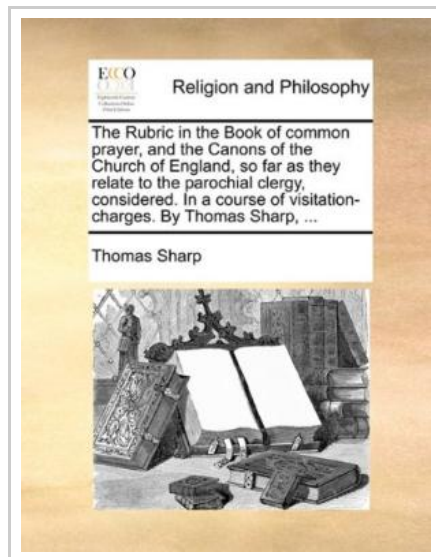 ECCO
Religion and Philosophy
The Rubric in the Book of common
prayer, and the Canons of the
Church of England, so far as they
relate to the parochial clergy,
considered. In a course of visitation-
charges. By Thomas Sharp, ...
Thomas Sharp